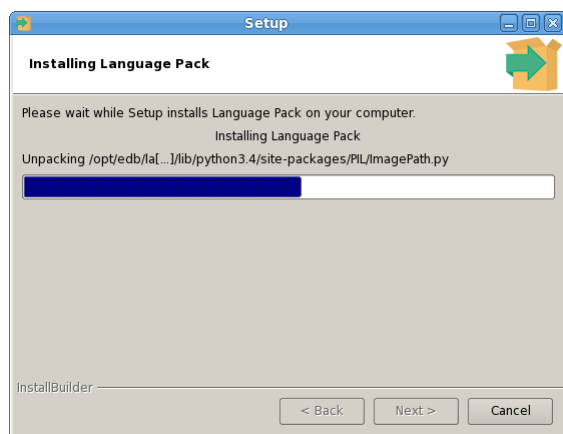 Setup
Installing Language Pack
Please wait while Setup installs Language Pack on your computer.
Installing Language Pack
Unpacking /opt/edb/la[...]/lib/python3.4/site-packages/PIL/ImagePath.py
InstallBuilder
< Back Next > Cancel